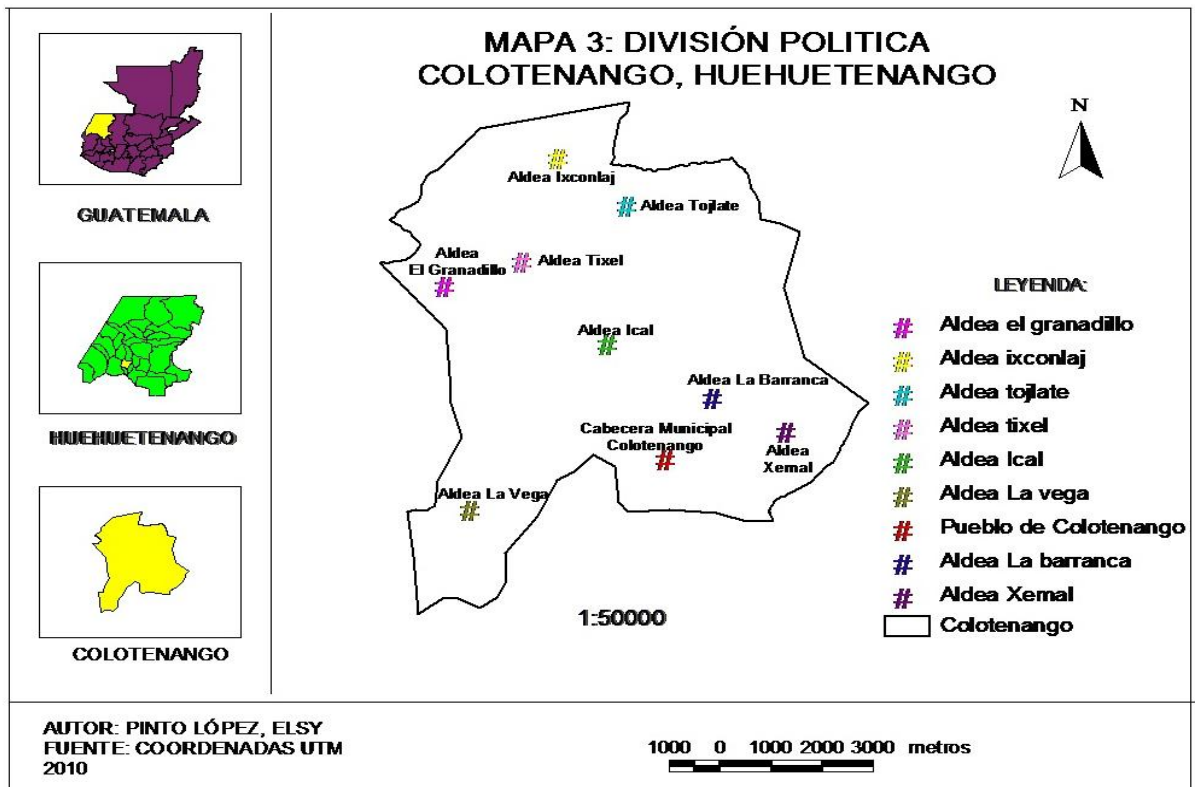 MAPA 3: DIVISIÓN POLITICA
COLOTENANGO, HUEHUETENANGO
GUATEMALA
HUEHUETENANGO
COLOTENANGO
N
Aldea Ixconlaj
Aldea Tojlate
Aldea
El Granadillo
Aldea Tixel
Aldea Ical
Aldea La Barranca
Cabecera Municipal
Colotenango
Aldea
Xemal
Aldea La Vega
1:50000
LEYENDA:
# Aldea el granadillo
# Aldea ixconlaj
# Aldea tojlate
# Aldea tixel
# Aldea Ical
# Aldea La vega
# Pueblo de Colotenango
# Aldea La barranca
# Aldea Xemal
Colotenango
AUTOR: PINTO LÓPEZ, ELSY
FUENTE: COORDENADAS UTM
2010
1000 0 1000 2000 3000 metros